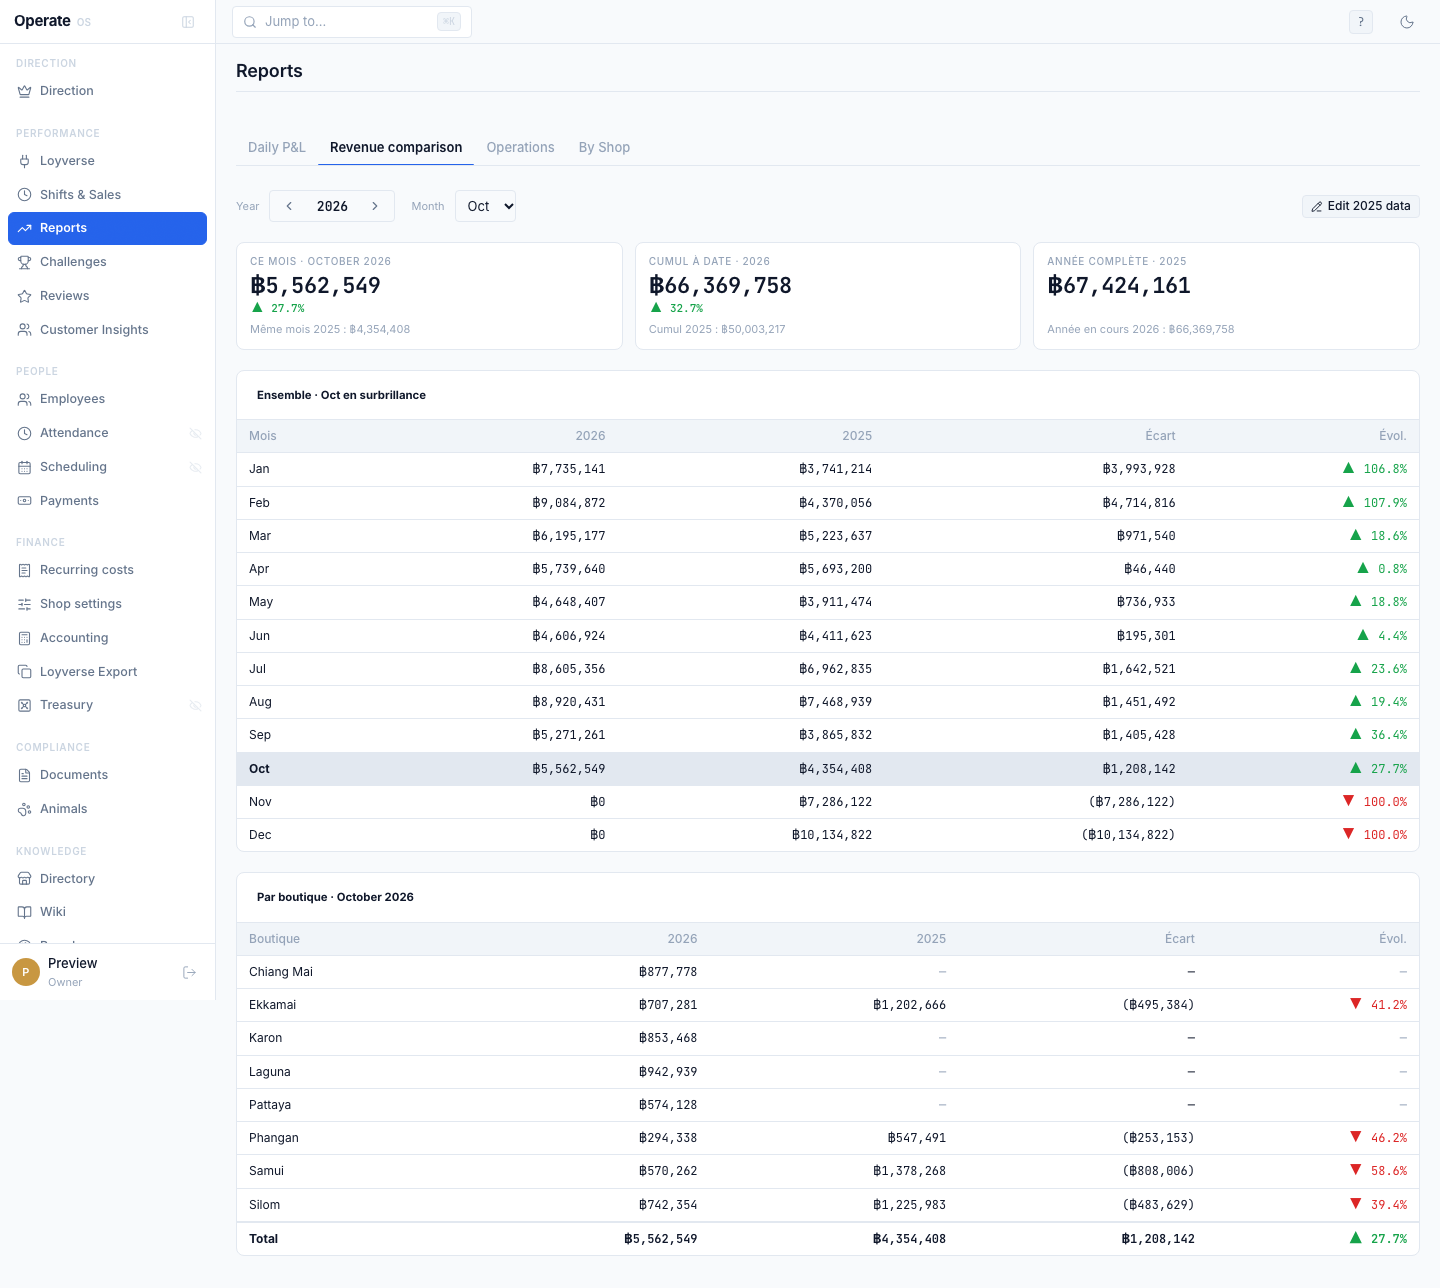 Operate OS
Jump to...
⌘K
?
DIRECTION
Direction
PERFORMANCE
Loyverse
Shifts & Sales
Reports
Challenges
Reviews
Customer Insights
PEOPLE
Employees
Attendance
Scheduling
Payments
FINANCE
Recurring costs
Shop settings
Accounting
Loyverse Export
Treasury
COMPLIANCE
Documents
Animals
KNOWLEDGE
Directory
Wiki
P
Preview
Owner
Reports
Daily P&L Revenue comparison Operations By Shop
Year 2026 Month Oct
Edit 2025 data
CE MOIS · OCTOBER 2026
฿5,562,549
▲ 27.7%
Même mois 2025 : ฿4,354,408
CUMUL À DATE · 2026
฿66,369,758
▲ 32.7%
Cumul 2025 : ฿50,003,217
ANNÉE COMPLÈTE · 2025
฿67,424,161
Année en cours 2026 : ฿66,369,758
Ensemble · Oct en surbrillance
Mois 2026 2025 Écart Évol.
Jan ฿7,735,141 ฿3,741,214 ฿3,993,928 ▲ 106.8%
Feb ฿9,084,872 ฿4,370,056 ฿4,714,816 ▲ 107.9%
Mar ฿6,195,177 ฿5,223,637 ฿971,540 ▲ 18.6%
Apr ฿5,739,640 ฿5,693,200 ฿46,440 ▲ 0.8%
May ฿4,648,407 ฿3,911,474 ฿736,933 ▲ 18.8%
Jun ฿4,606,924 ฿4,411,623 ฿195,301 ▲ 4.4%
Jul ฿8,605,356 ฿6,962,835 ฿1,642,521 ▲ 23.6%
Aug ฿8,920,431 ฿7,468,939 ฿1,451,492 ▲ 19.4%
Sep ฿5,271,261 ฿3,865,832 ฿1,405,428 ▲ 36.4%
Oct ฿5,562,549 ฿4,354,408 ฿1,208,142 ▲ 27.7%
Nov ฿0 ฿7,286,122 (฿7,286,122) ▼ 100.0%
Dec ฿0 ฿10,134,822 (฿10,134,822) ▼ 100.0%
Par boutique · October 2026
Boutique 2026 2025 Écart Évol.
Chiang Mai ฿877,778 — — —
Ekkamai ฿707,281 ฿1,202,666 (฿495,384) ▼ 41.2%
Karon ฿853,468 — — —
Laguna ฿942,939 — — —
Pattaya ฿574,128 — — —
Phangan ฿294,338 ฿547,491 (฿253,153) ▼ 46.2%
Samui ฿570,262 ฿1,378,268 (฿808,006) ▼ 58.6%
Silom ฿742,354 ฿1,225,983 (฿483,629) ▼ 39.4%
Total ฿5,562,549 ฿4,354,408 ฿1,208,142 ▲ 27.7%